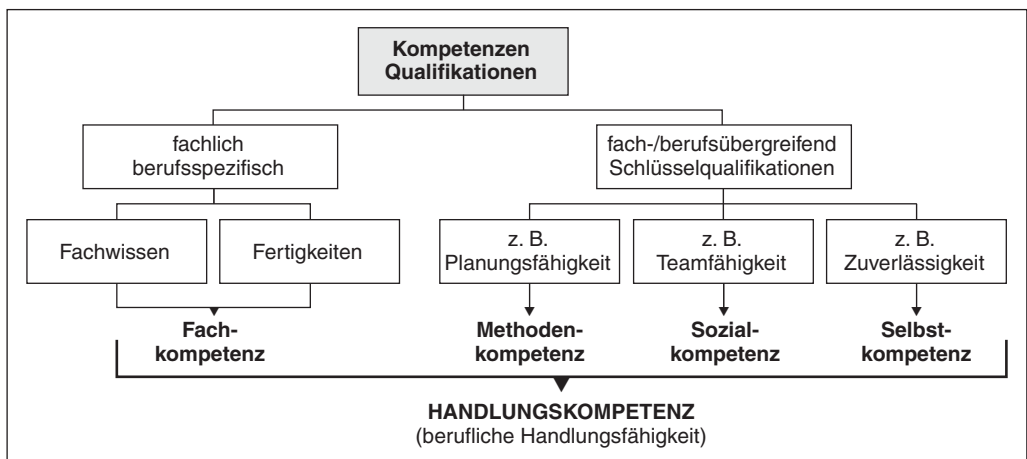 Kompetenzen
Qualifikationen
fachlich
berufsspezifisch
fach-/berufsübergreifend
Schlüsselqualifikationen
Fachwissen
Fertigkeiten
z. B.
Planungsfähigkeit
z. B.
Teamfähigkeit
z. B.
Zuverlässigkeit
Fach-
kompetenz
Methoden-
kompetenz
Sozial-
kompetenz
Selbst-
kompetenz
HANDLUNGSKOMPETENZ
(berufliche Handlungsfähigkeit)